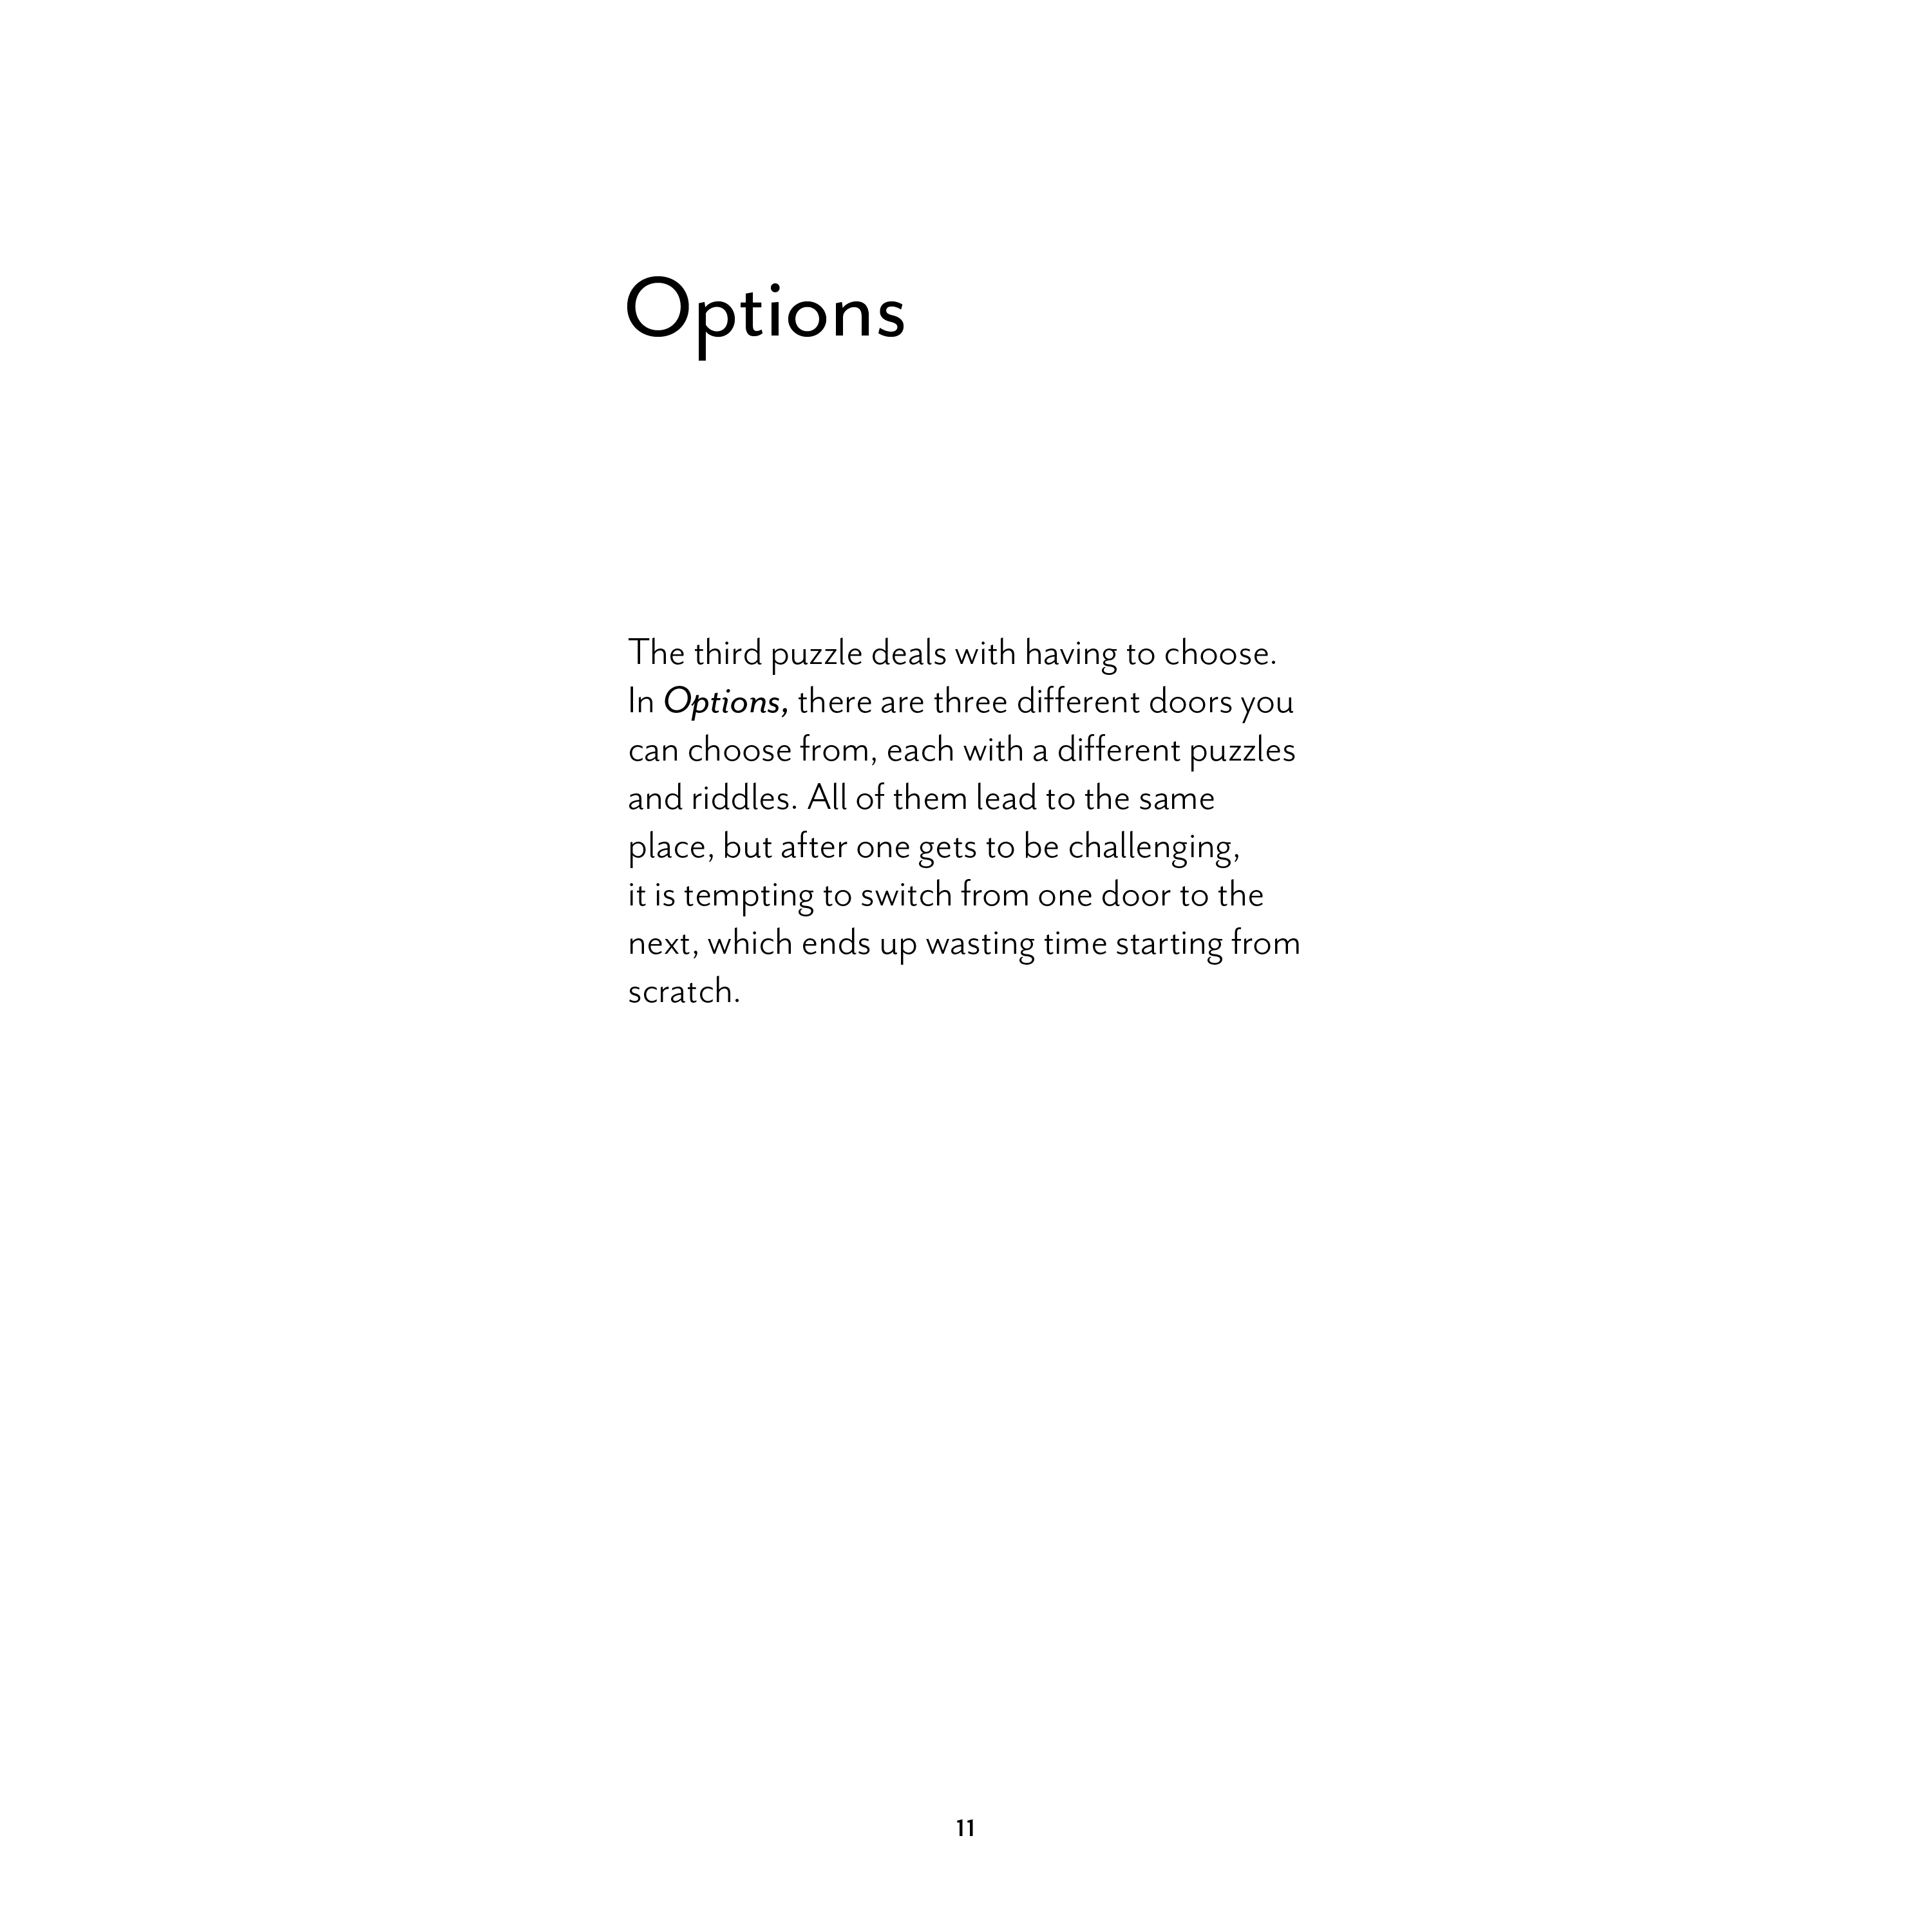 Options
The third puzzle deals with having to choose.
In Options, there are three different doors you
can choose from, each with a different puzzles
and riddles. All of them lead to the same
place, but after one gets to be challenging,
it is tempting to switch from one door to the
next, which ends up wasting time starting from
scratch.
11